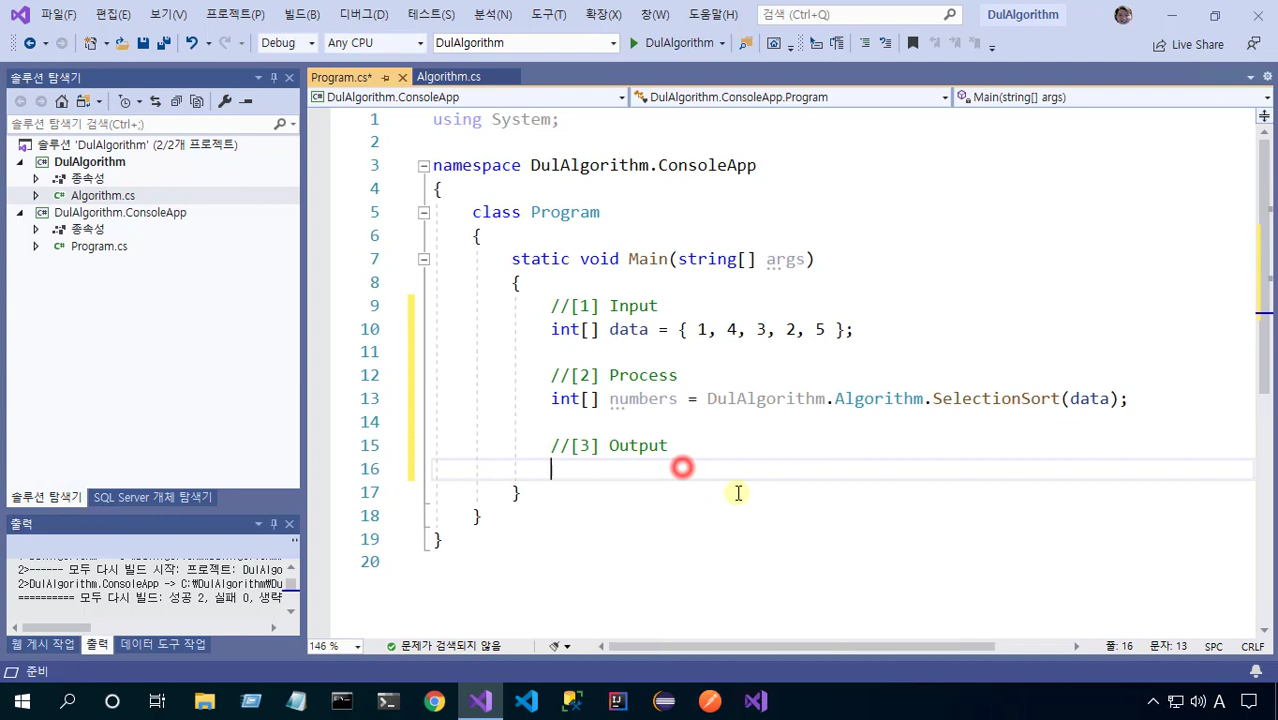 파일(F) 편집(E) 보기(V) 프로젝트(P) 빌드(B) 디버그(D) 테스트(S) 분석(N) 도구(T) 확장(X) 창(W) 도움말(H) 검색 (Ctrl+Q) DulAlgorithm
Debug Any CPU DulAlgorithm DulAlgorithm Live Share
솔루션 탐색기
솔루션 탐색기 검색(Ctrl+;)
솔루션 'DulAlgorithm' (2/2개 프로젝트)
DulAlgorithm
종속성
Algorithm.cs
DulAlgorithm.ConsoleApp
종속성
Program.cs
솔루션 탐색기 SQL Server 개체 탐색기
출력
2>------ 모두 다시 빌드 시작: 프로젝트: DulAlgo
2>DulAlgorithm.ConsoleApp -> C:\DulAlgorithm\Du
========== 모두 다시 빌드: 성공 2, 실패 0, 생략
웹 게시 작업 출력 데이터 도구 작업
Program.cs* Algorithm.cs
DulAlgorithm.ConsoleApp DulAlgorithm.ConsoleApp.Program Main(string[] args)
1 using System;
2
3 namespace DulAlgorithm.ConsoleApp
4 {
5 class Program
6 {
7 static void Main(string[] args)
8 {
9 //[1] Input
10 int[] data = { 1, 4, 3, 2, 5 };
11
12 //[2] Process
13 int[] numbers = DulAlgorithm.Algorithm.SelectionSort(data);
14
15 //[3] Output
16
17 }
18 }
19 }
20
146 % 문제가 검색되지 않음 줄: 16 문자: 13 SPC CRLF
준비
A